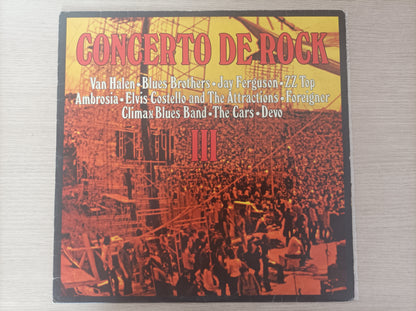 CONCERTO DE ROCK
Van Halen • Blues Brothers • Jay Ferguson • ZZ Top
Ambrosia • Elvis Costello and The Attractions • Foreigner
Climax Blues Band • The Cars • Devo
III